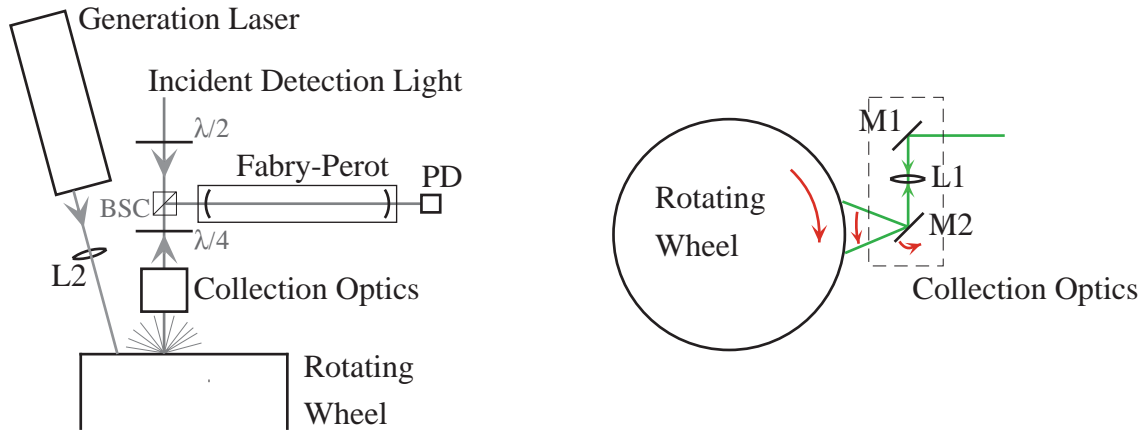 Generation Laser
Incident Detection Light
λ/2
Fabry-Perot
PD
BSC
λ/4
L2
Collection Optics
Rotating
Wheel
M1
L1
Rotating
Wheel
M2
Collection Optics